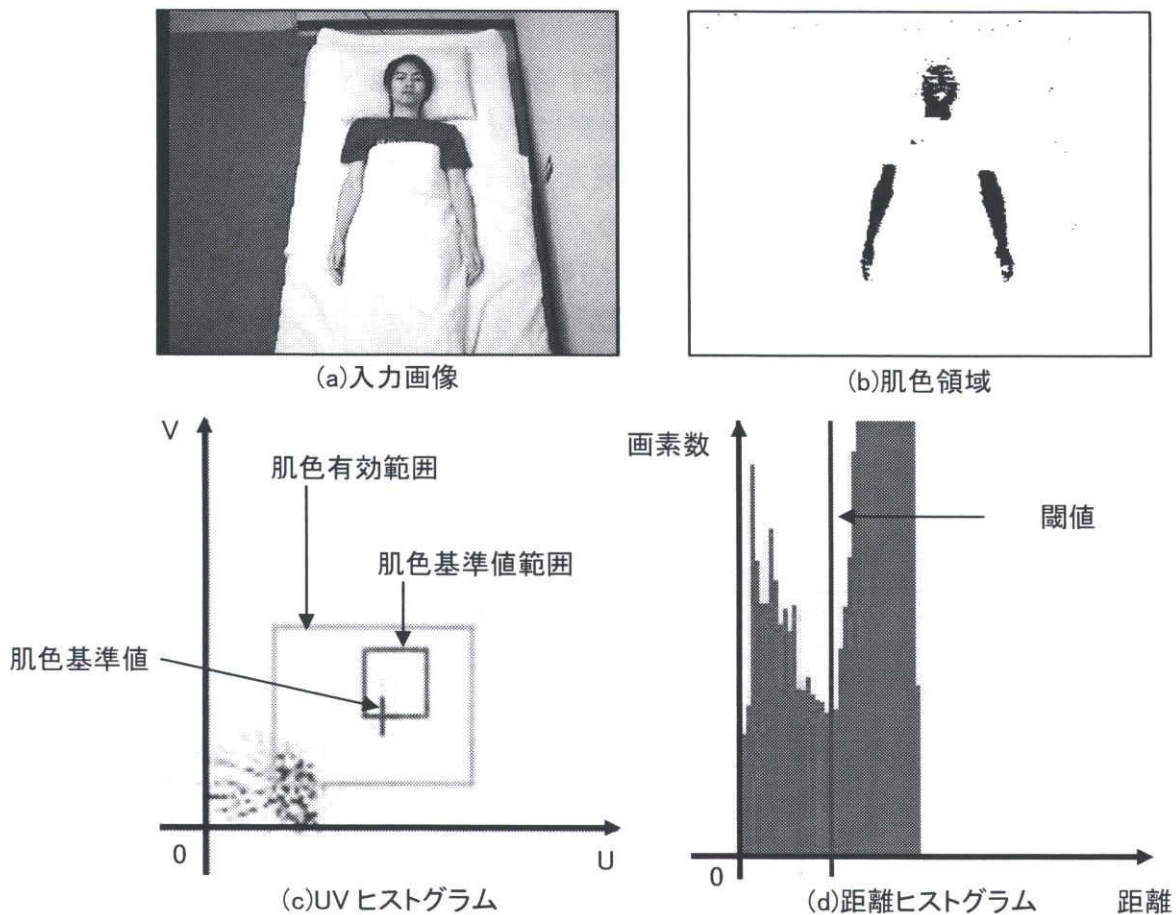 (a)入力画像
(b)肌色領域
V
肌色有効範囲
肌色基準値範囲
肌色基準値
0
U
(c)UV ヒストグラム
画素数
閾値
0
(d)距離ヒストグラム
距離